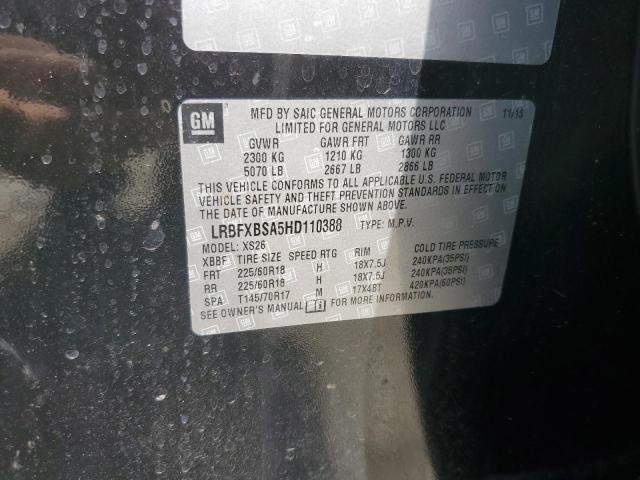 GM
MFD BY SAIC GENERAL MOTORS CORPORATION 11/15
LIMITED FOR GENERAL MOTORS LLC
GVWR GAWR FRT GAWR RR
2300 KG 1210 KG 1300 KG
5070 LB 2667 LB 2866 LB
THIS VEHICLE CONFORMS TO ALL APPLICABLE U.S. FEDERAL MOTOR
VEHICLE SAFETY AND THEFT PREVENTION STANDARDS IN EFFECT ON
THE DATE OF MANUFACTURE SHOWN ABOVE.
LRBFXBSA5HD110388 TYPE: M.P.V.
MODEL: XS26
XBBF TIRE SIZE SPEED RTG RIM COLD TIRE PRESSURE
FRT 225/60R18 H 18X7.5J 240KPA(35PSI)
RR 225/60R18 H 18X7.5J 240KPA(35PSI)
SPA T145/70R17 M 17X4BT 420KPA(60PSI)
SEE OWNER'S MANUAL FOR MORE INFORMATION.